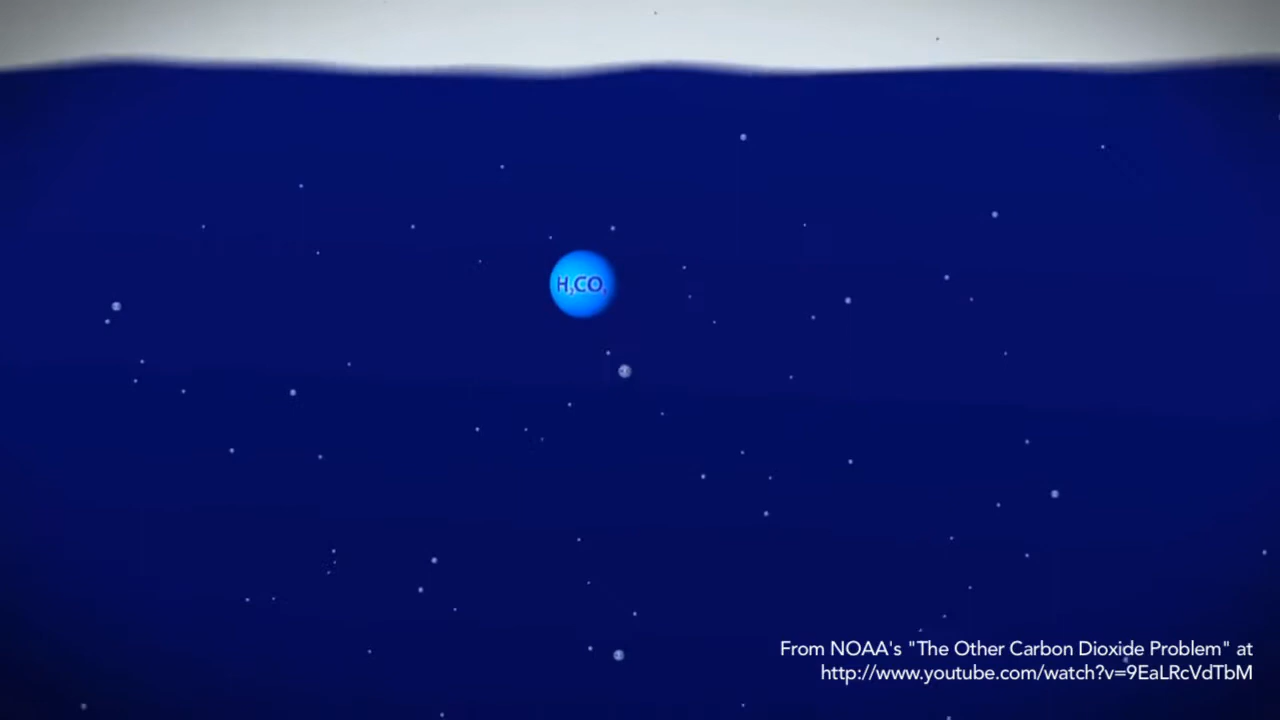 H₂CO₃
From NOAA's "The Other Carbon Dioxide Problem" at
http://www.youtube.com/watch?v=9EaLRcVdTbM